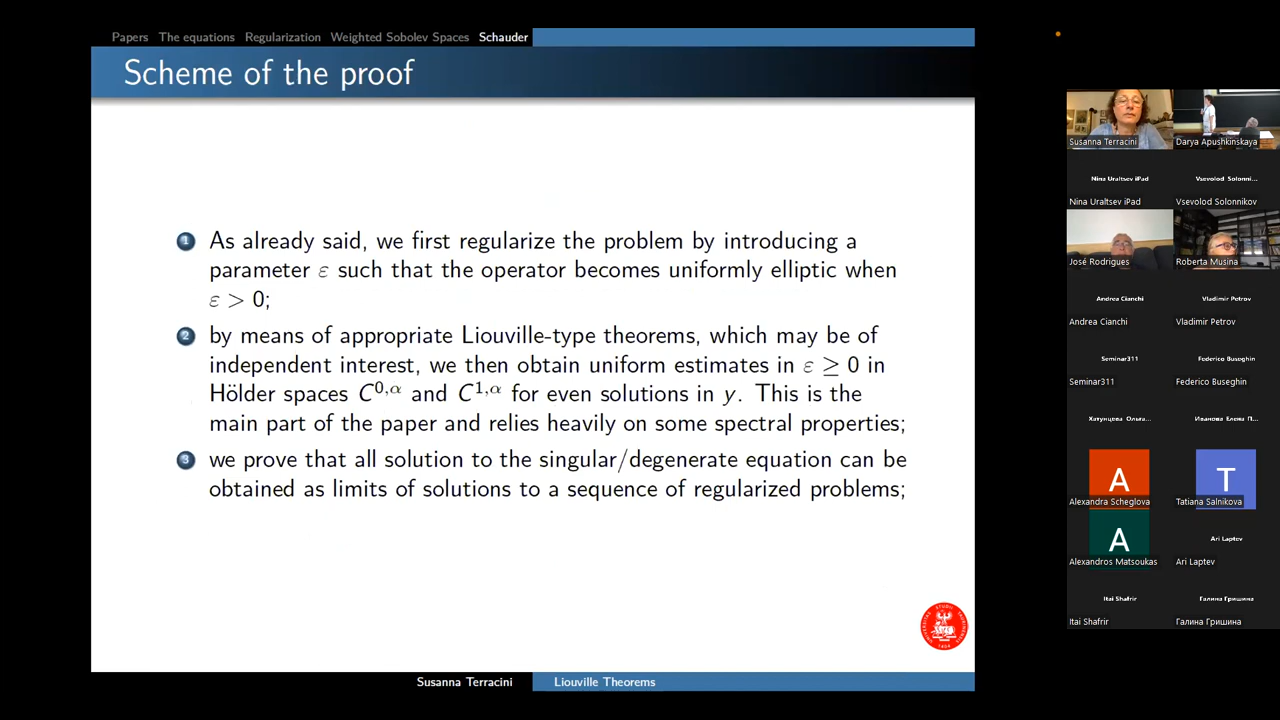 Papers The equations Regularization Weighted Sobolev Spaces Schauder
Scheme of the proof
1 As already said, we first regularize the problem by introducing a
parameter ε such that the operator becomes uniformly elliptic when
ε > 0;
2 by means of appropriate Liouville-type theorems, which may be of
independent interest, we then obtain uniform estimates in ε ≥ 0 in
Hölder spaces C^{0,α} and C^{1,α} for even solutions in y. This is the
main part of the paper and relies heavily on some spectral properties;
3 we prove that all solution to the singular/degenerate equation can be
obtained as limits of solutions to a sequence of regularized problems;
Susanna Terracini Liouville Theorems
Susanna Terracini
Darya Apushkinskaya
Nina Uraltsev iPad
Vsevolod Solonni...
Nina Uraltsev iPad
Vsevolod Solonnikov
José Rodrigues
Roberta Musina
Andrea Cianchi
Vladimir Petrov
Andrea Cianchi
Vladimir Petrov
Seminar311
Federico Buseghin
Seminar311
Federico Buseghin
Хатунцева Ольга...
Иванова Елена П...
A
T
Alexandra Scheglova
Tatiana Salnikova
A
Ari Laptev
Alexandros Matsoukas
Ari Laptev
Itai Shafrir
Галина Гришина
Itai Shafrir
Галина Гришина